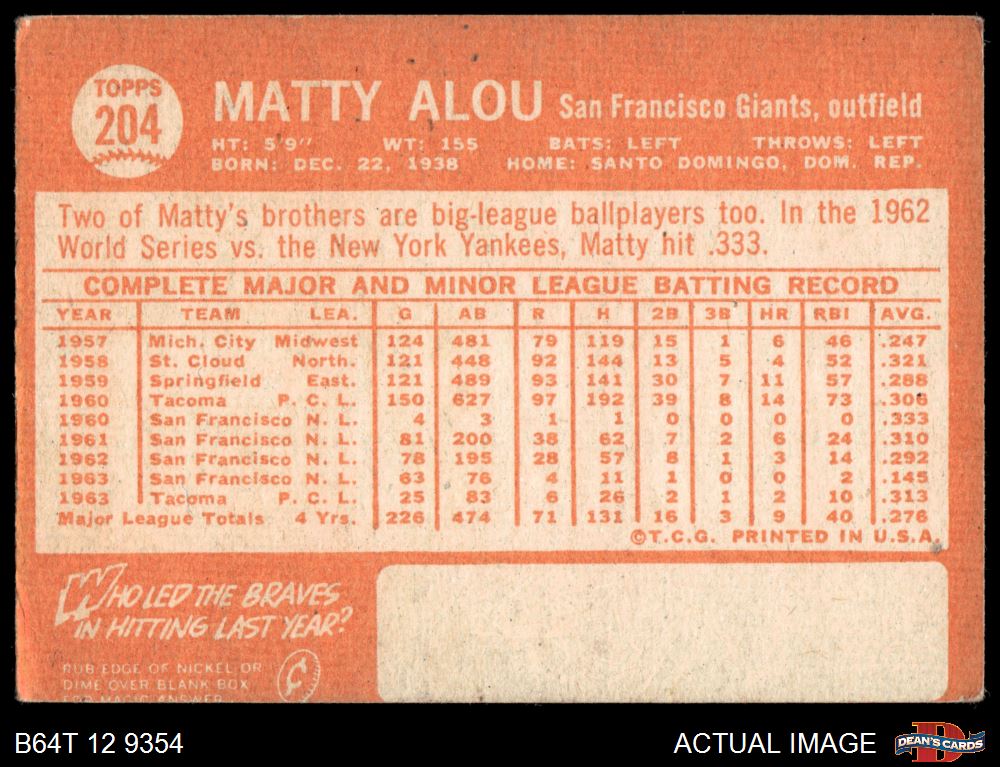 TOPPS
204
MATTY ALOU San Francisco Giants, outfield
HT: 5'9" WT: 155 BATS: LEFT THROWS: LEFT
BORN: DEC. 22, 1938 HOME: SANTO DOMINGO, DOM. REP.
Two of Matty's brothers are big-league ballplayers too. In the 1962
World Series vs. the New York Yankees, Matty hit .333.
COMPLETE MAJOR AND MINOR LEAGUE BATTING RECORD
YEAR TEAM LEA. G AB R H 2B 3B HR RBI AVG.
1957 Mich. City Midwest 124 481 79 119 15 1 6 46 .247
1958 St. Cloud North. 121 448 92 144 13 5 4 52 .321
1959 Springfield East. 121 489 93 141 30 7 11 57 .288
1960 Tacoma P. C. L. 150 627 97 192 39 8 14 73 .306
1960 San Francisco N. L. 4 3 1 1 0 0 0 0 .333
1961 San Francisco N. L. 81 200 38 62 7 2 6 24 .310
1962 San Francisco N. L. 78 195 28 57 8 1 3 14 .292
1963 San Francisco N. L. 63 76 4 11 1 0 0 2 .145
1963 Tacoma P. C. L. 25 83 6 26 2 1 2 10 .313
Major League Totals 4 Yrs. 226 474 71 131 16 3 9 40 .276
©T.C.G. PRINTED IN U.S.A.
WHO LED THE BRAVES
IN HITTING LAST YEAR?
RUB EDGE OF NICKEL OR
DIME OVER BLANK BOX
FOR MAGIC ANSWER
B64T 12 9354
ACTUAL IMAGE
DEAN'S CARDS